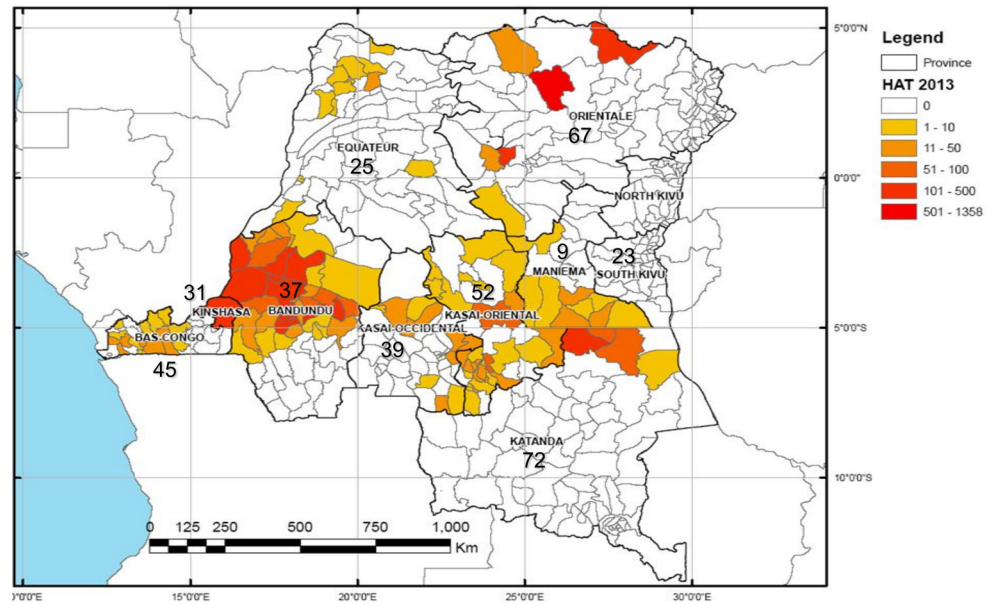 5°0'0"N
Legend
Province
HAT 2013
0
1 - 10
11 - 50
51 - 100
101 - 500
501 - 1358
ORIENTALE
67
EQUATEUR
25
0°0'0"
NORTH KIVU
9
23
MANIEMA
SOUTH KIVU
31
37
52
KINSHASA
BANDUNDU
KASAI-ORIENTAL
KASAI-OCCIDENTAL
5°0'0"S
BAS-CONGO
39
45
KATANDA
72
10°0'0"S
0 125 250 500 750 1,000
Km
0'0"E 15°0'0"E 20°0'0"E 25°0'0"E 30°0'0"E